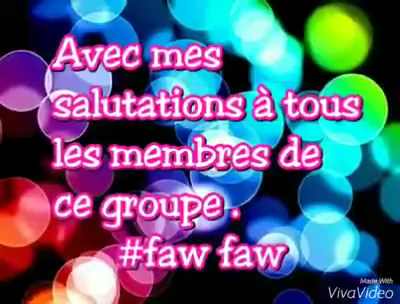 Avec mes
salutations à tous
les membres de
ce groupe .
#faw faw
Made With
VivaVideo